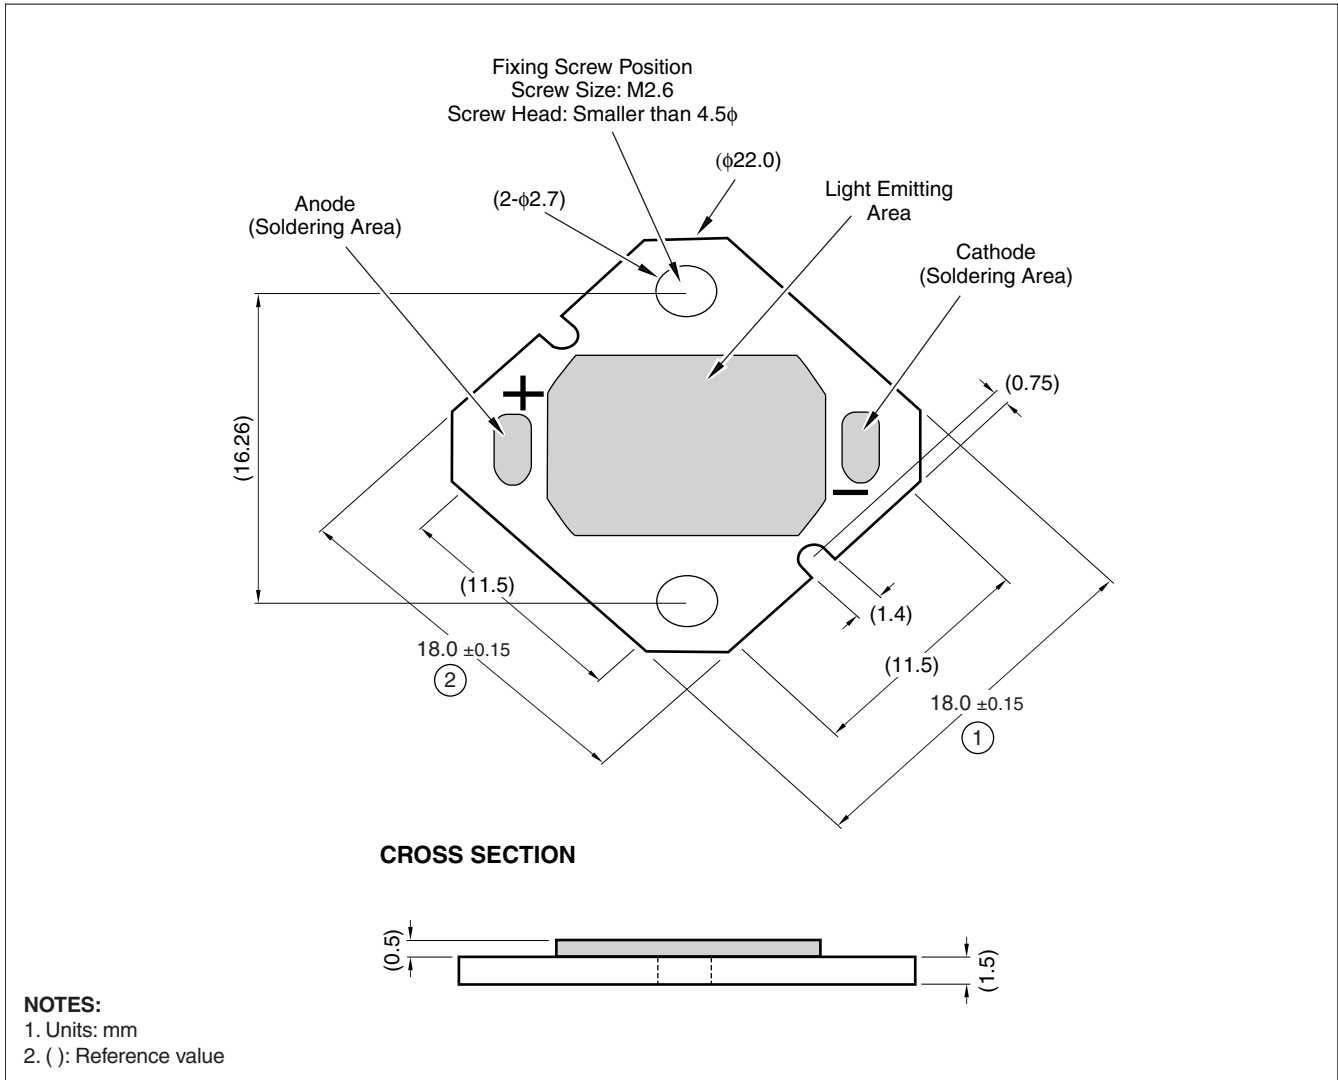 Fixing Screw Position
Screw Size: M2.6
Screw Head: Smaller than 4.5ϕ
(ϕ22.0)
(2-ϕ2.7)
Light Emitting
Area
Anode
(Soldering Area)
Cathode
(Soldering Area)
+
(0.75)
(16.26)
−
(11.5)
(1.4)
18.0 ±0.15
2
(11.5)
18.0 ±0.15
1
CROSS SECTION
(0.5)
(1.5)
NOTES:
1. Units: mm
2. ( ): Reference value